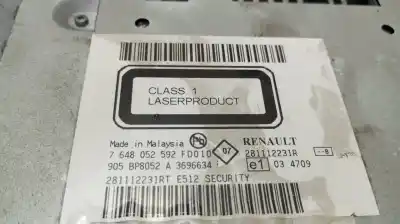 CLASS 1
LASERPRODUCT
Made in Malaysia Pb 07 RENAULT
7 648 052 592 FD010 281112231R
905 BP8052 A 3696634 e1 03 4709
281112231RT E512 SECURITY